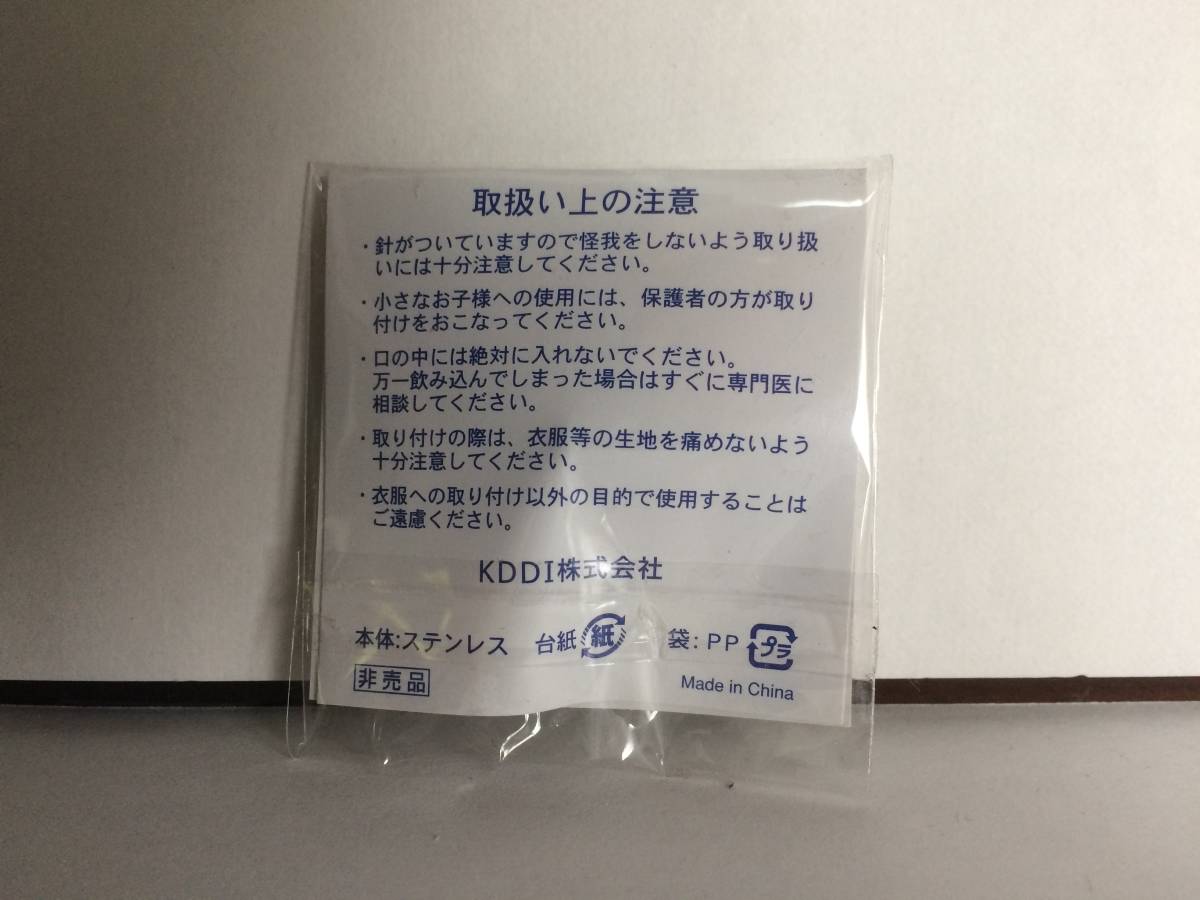 取扱い上の注意
・針がついていますので怪我をしないよう取り扱
いには十分注意してください。
・小さなお子様への使用には、保護者の方が取り
付けをおこなってください。
・口の中には絶対に入れないでください。
万一飲み込んでしまった場合はすぐに専門医に
相談してください。
・取り付けの際は、衣服等の生地を痛めないよう
十分注意してください。
・衣服への取り付け以外の目的で使用することは
ご遠慮ください。
KDDI株式会社
本体:ステンレス 台紙 紙 袋:PP プラ
非売品 Made in China